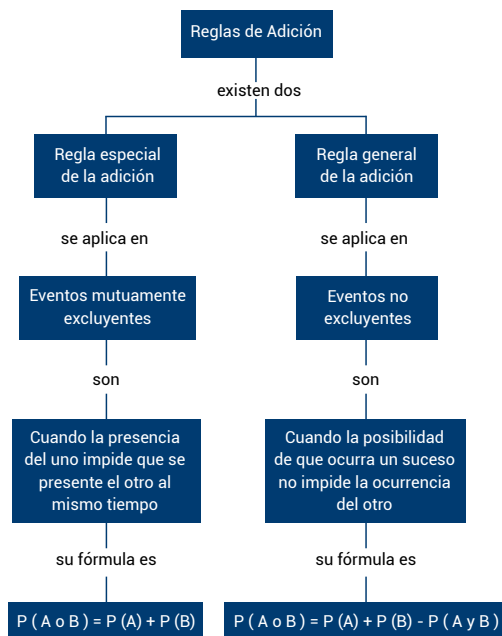 Reglas de Adición
existen dos
Regla especial
de la adición
se aplica en
Eventos mutuamente
excluyentes
son
Cuando la presencia
del uno impide que se
presente el otro al
mismo tiempo
su fórmula es
P ( A o B ) = P (A) + P (B)
Regla general
de la adición
se aplica en
Eventos no
excluyentes
son
Cuando la posibilidad
de que ocurra un suceso
no impide la ocurrencia
del otro
su fórmula es
P ( A o B ) = P (A) + P (B) - P ( A y B )